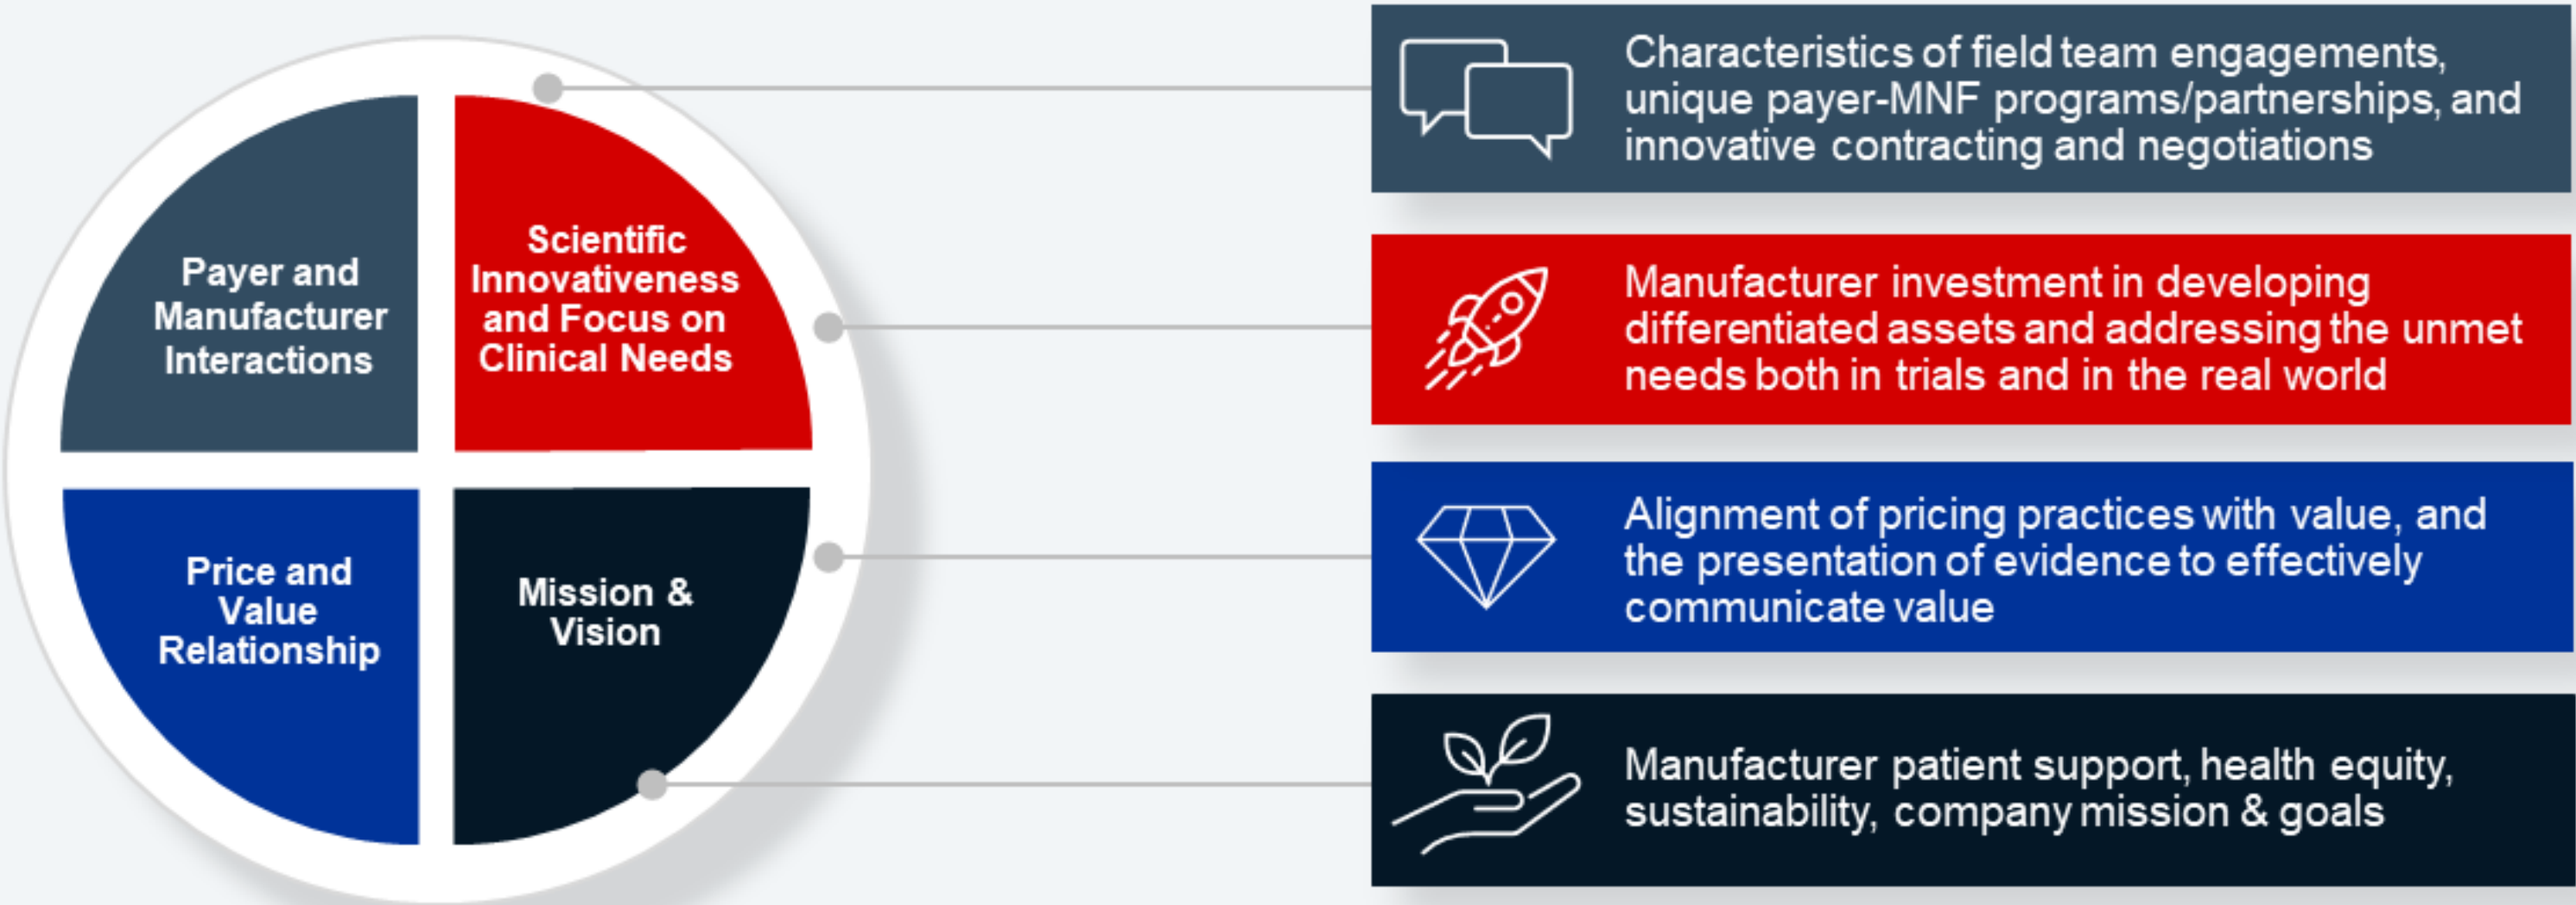 Payer and
Manufacturer
Interactions
Scientific
Innovativeness
and Focus on
Clinical Needs
Price and
Value
Relationship
Mission &
Vision
Characteristics of field team engagements,
unique payer-MNF programs/partnerships, and
innovative contracting and negotiations
Manufacturer investment in developing
differentiated assets and addressing the unmet
needs both in trials and in the real world
Alignment of pricing practices with value, and
the presentation of evidence to effectively
communicate value
Manufacturer patient support, health equity,
sustainability, company mission & goals